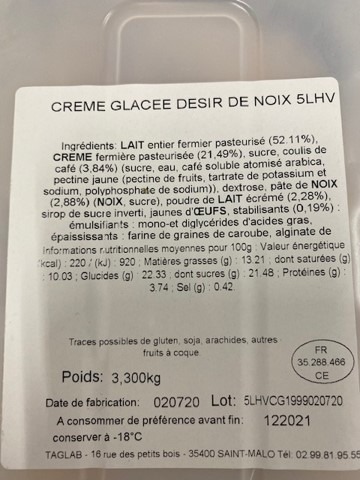 CREME GLACEE DESIR DE NOIX 5LHV
Ingrédients: LAIT entier fermier pasteurisé (52.11%),
CREME fermière pasteurisée (21,49%), sucre, coulis de
café (3,84%) (sucre, eau, café soluble atomisé arabica,
pectine jaune (pectine de fruits, tartrate de potassium et
sodium, polyphosphate de sodium)), dextrose, pâte de NOIX
(2,88%) (NOIX, sucre), poudre de LAIT écrémé (2,28%),
sirop de sucre inverti, jaunes d'ŒUFS, stabilisants (0,19%) :
émulsifiants : mono-et diglycérides d'acides gras,
épaississants : farine de graines de caroube, alginate de
Informations nutritionnelles moyennes pour 100g : Valeur énergétique
(kcal) : 220 / (kJ) : 920 ; Matières grasses (g) : 13.21 ; dont saturées (g)
: 10.03 ; Glucides (g) : 22.33 ; dont sucres (g) : 21.48 ; Protéines (g) :
3.74 ; Sel (g) : 0.42
Traces possibles de gluten, soja, arachides, autres
fruits à coque
FR
35.288.466
CE
Poids: 3,300kg
Date de fabrication: 020720 Lot: 5LHVCG1999020720
A consommer de préférence avant fin: 122021
conserver à -18°C
TAGLAB - 16 rue des petits bois - 35400 SAINT-MALO Tél: 02.99.81.95.55